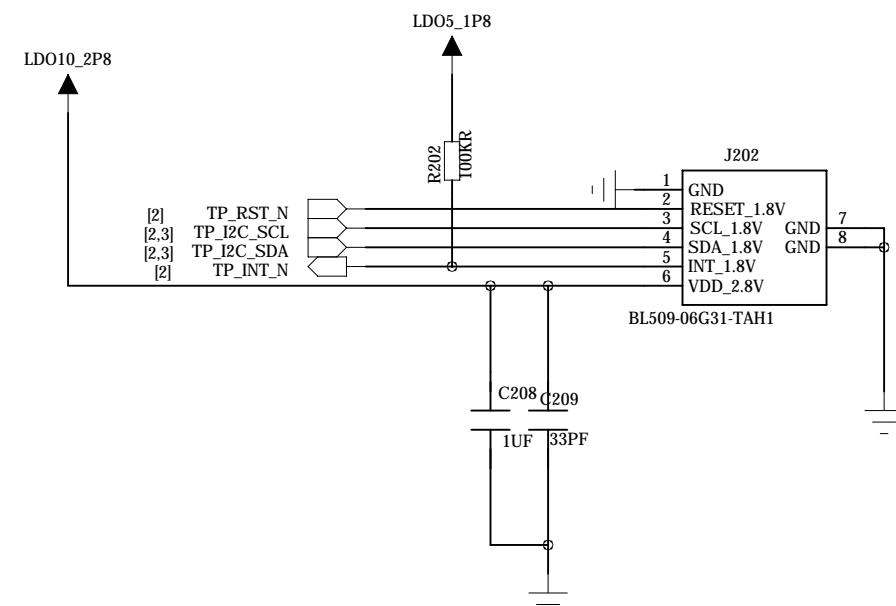 LDO5_1P8
LDO10_2P8
R202
100KR
J202
1
GND
2
RESET_1.8V
[2] TP_RST_N
3
SCL_1.8V GND 7
[2,3] TP_I2C_SCL
4
SDA_1.8V GND 8
[2,3] TP_I2C_SDA
5
INT_1.8V
[2] TP_INT_N
6
VDD_2.8V
BL509-06G31-TAH1
C208 C209
1UF 33PF